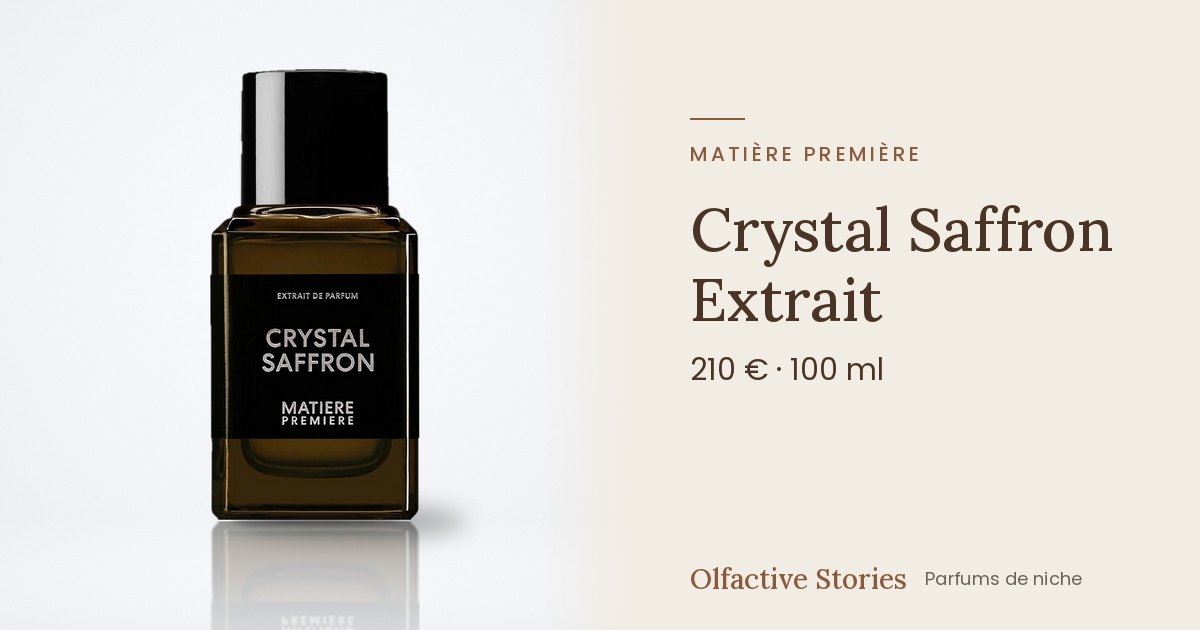 EXTRAIT DE PARFUM
CRYSTAL
SAFFRON
MATIERE
PREMIERE
MATIÈRE PREMIÈRE
Crystal Saffron
Extrait
210 € · 100 ml
Olfactive Stories Parfums de niche